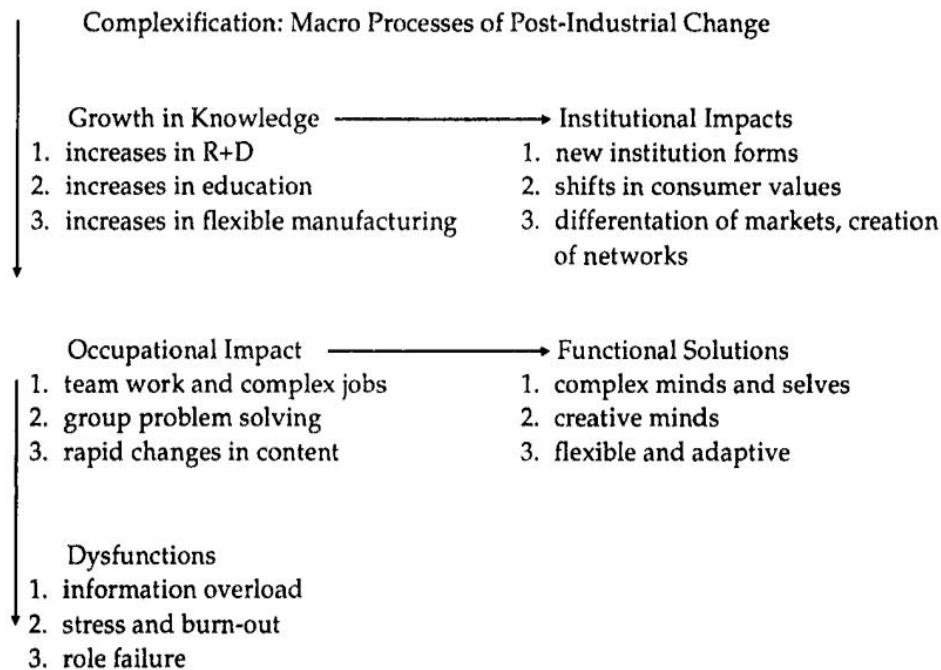 Complexification: Macro Processes of Post-Industrial Change
Growth in Knowledge
1. increases in R+D
2. increases in education
3. increases in flexible manufacturing
Institutional Impacts
1. new institution forms
2. shifts in consumer values
3. differentation of markets, creation
of networks
Occupational Impact
1. team work and complex jobs
2. group problem solving
3. rapid changes in content
Functional Solutions
1. complex minds and selves
2. creative minds
3. flexible and adaptive
Dysfunctions
1. information overload
2. stress and burn-out
3. role failure